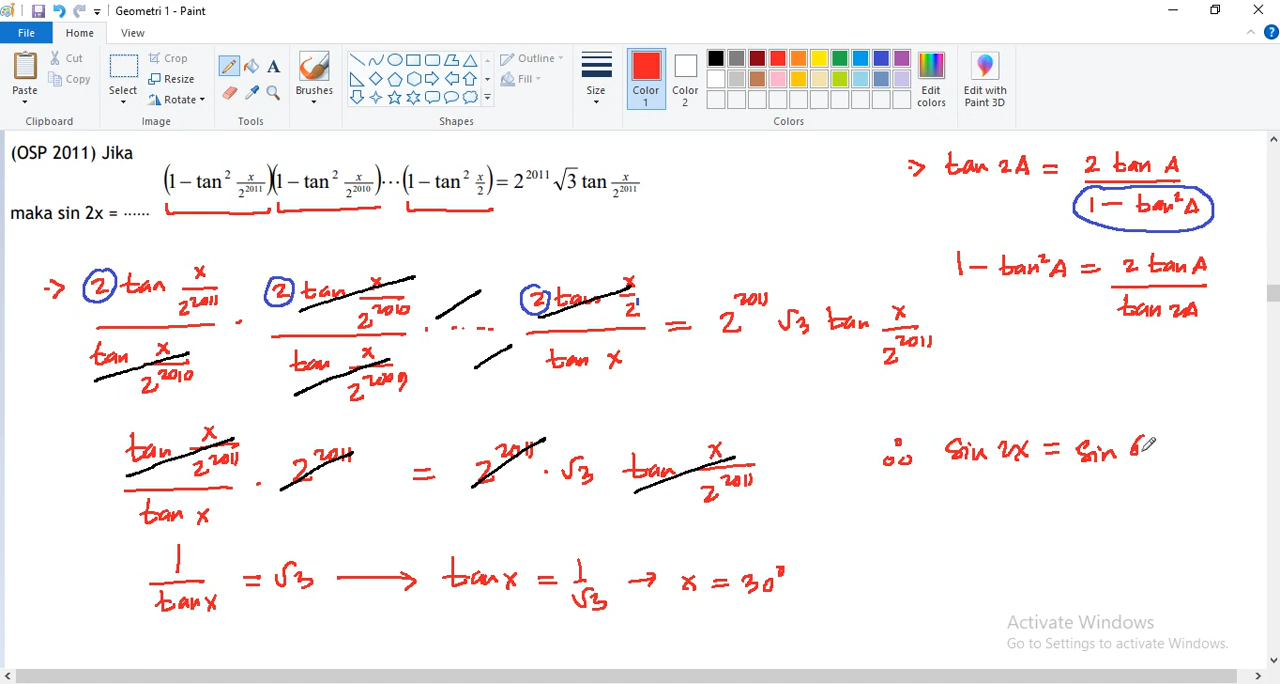 Geometri 1 - Paint
File Home View
Paste Cut Copy Clipboard
Select Crop Resize Rotate Image
Tools
Brushes
Outline Fill Shapes
Size
Color 1 Color 2 Edit colors Colors
Edit with Paint 3D
(OSP 2011) Jika
(1 − tan² x/2²⁰¹¹)(1 − tan² x/2²⁰¹⁰)⋯(1 − tan² x/2) = 2²⁰¹¹ √3 tan x/2²⁰¹¹
maka sin 2x = ······
-> tan 2A = 2 tan A / 1 − tan²A
1 − tan²A = 2 tan A / tan 2A
-> 2 tan x/2²⁰¹¹ / tan x/2²⁰¹⁰ · 2 tan x/2²⁰¹⁰ / tan x/2²⁰⁰⁹ · .... 2 tan x/2¹ / tan x = 2²⁰¹¹ √3 tan x/2²⁰¹¹
tan x/2²⁰¹¹ / tan x · 2²⁰¹¹ = 2²⁰¹¹ · √3 tan x/2²⁰¹¹
∴ sin 2x = sin 6
1/tan x = √3 → tan x = 1/√3 → x = 30°
Activate Windows
Go to Settings to activate Windows.